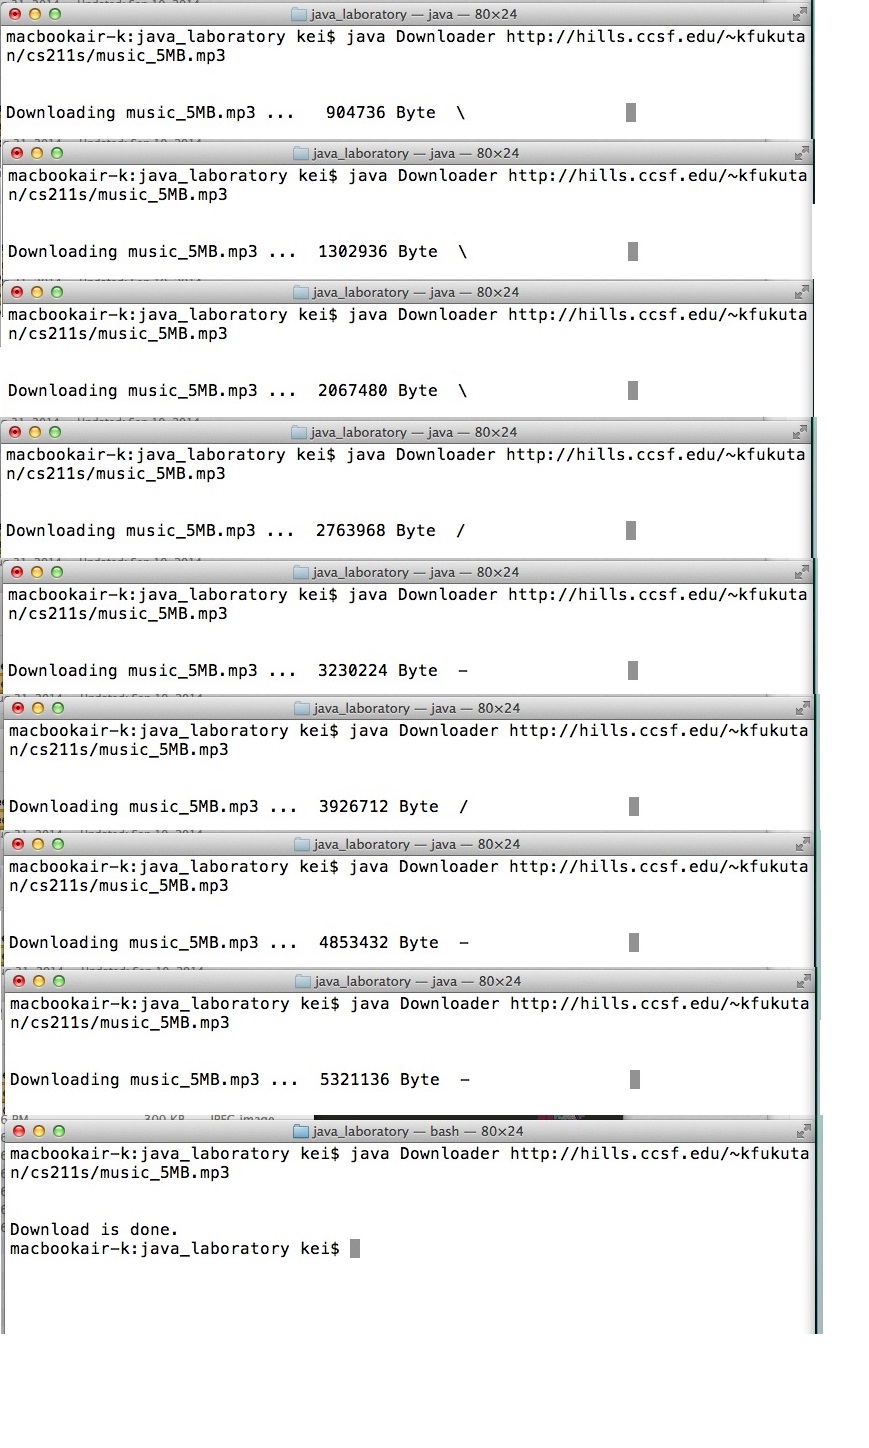 java_laboratory — java — 80×24
macbookair-k:java_laboratory kei$ java Downloader http://hills.ccsf.edu/~kfukuta
n/cs211s/music_5MB.mp3
Downloading music_5MB.mp3 ... 904736 Byte \
java_laboratory — java — 80×24
macbookair-k:java_laboratory kei$ java Downloader http://hills.ccsf.edu/~kfukuta
n/cs211s/music_5MB.mp3
Downloading music_5MB.mp3 ... 1302936 Byte \
java_laboratory — java — 80×24
macbookair-k:java_laboratory kei$ java Downloader http://hills.ccsf.edu/~kfukuta
n/cs211s/music_5MB.mp3
Downloading music_5MB.mp3 ... 2067480 Byte \
java_laboratory — java — 80×24
macbookair-k:java_laboratory kei$ java Downloader http://hills.ccsf.edu/~kfukuta
n/cs211s/music_5MB.mp3
Downloading music_5MB.mp3 ... 2763968 Byte /
java_laboratory — java — 80×24
macbookair-k:java_laboratory kei$ java Downloader http://hills.ccsf.edu/~kfukuta
n/cs211s/music_5MB.mp3
Downloading music_5MB.mp3 ... 3230224 Byte –
java_laboratory — java — 80×24
macbookair-k:java_laboratory kei$ java Downloader http://hills.ccsf.edu/~kfukuta
n/cs211s/music_5MB.mp3
Downloading music_5MB.mp3 ... 3926712 Byte /
java_laboratory — java — 80×24
macbookair-k:java_laboratory kei$ java Downloader http://hills.ccsf.edu/~kfukuta
n/cs211s/music_5MB.mp3
Downloading music_5MB.mp3 ... 4853432 Byte –
java_laboratory — java — 80×24
macbookair-k:java_laboratory kei$ java Downloader http://hills.ccsf.edu/~kfukuta
n/cs211s/music_5MB.mp3
Downloading music_5MB.mp3 ... 5321136 Byte –
java_laboratory — bash — 80×24
macbookair-k:java_laboratory kei$ java Downloader http://hills.ccsf.edu/~kfukuta
n/cs211s/music_5MB.mp3
Download is done.
macbookair-k:java_laboratory kei$